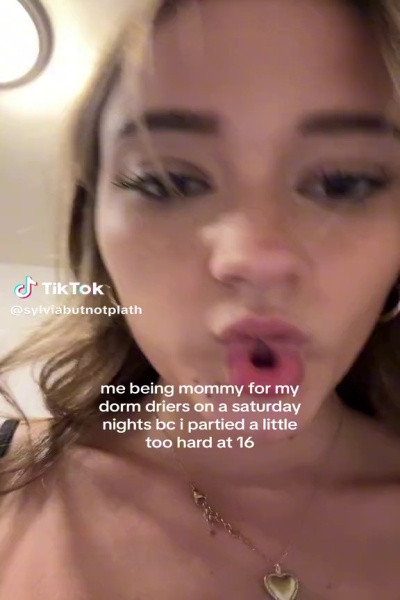 TikTok
@sylviabutnotplath
me being mommy for my
dorm driers on a saturday
nights bc i partied a little
too hard at 16